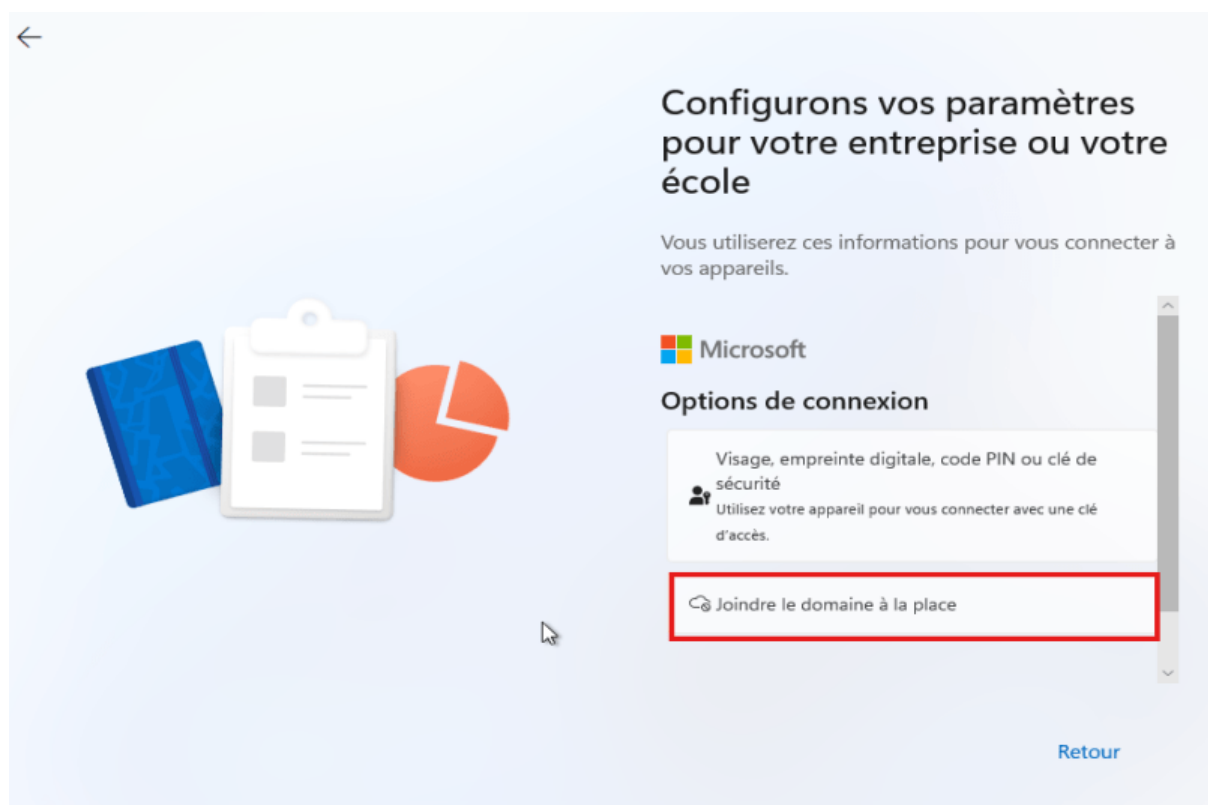 Configurons vos paramètres
pour votre entreprise ou votre
école
Vous utiliserez ces informations pour vous connecter à
vos appareils.
Microsoft
Options de connexion
Visage, empreinte digitale, code PIN ou clé de
sécurité
Utilisez votre appareil pour vous connecter avec une clé
d'accès.
Joindre le domaine à la place
Retour